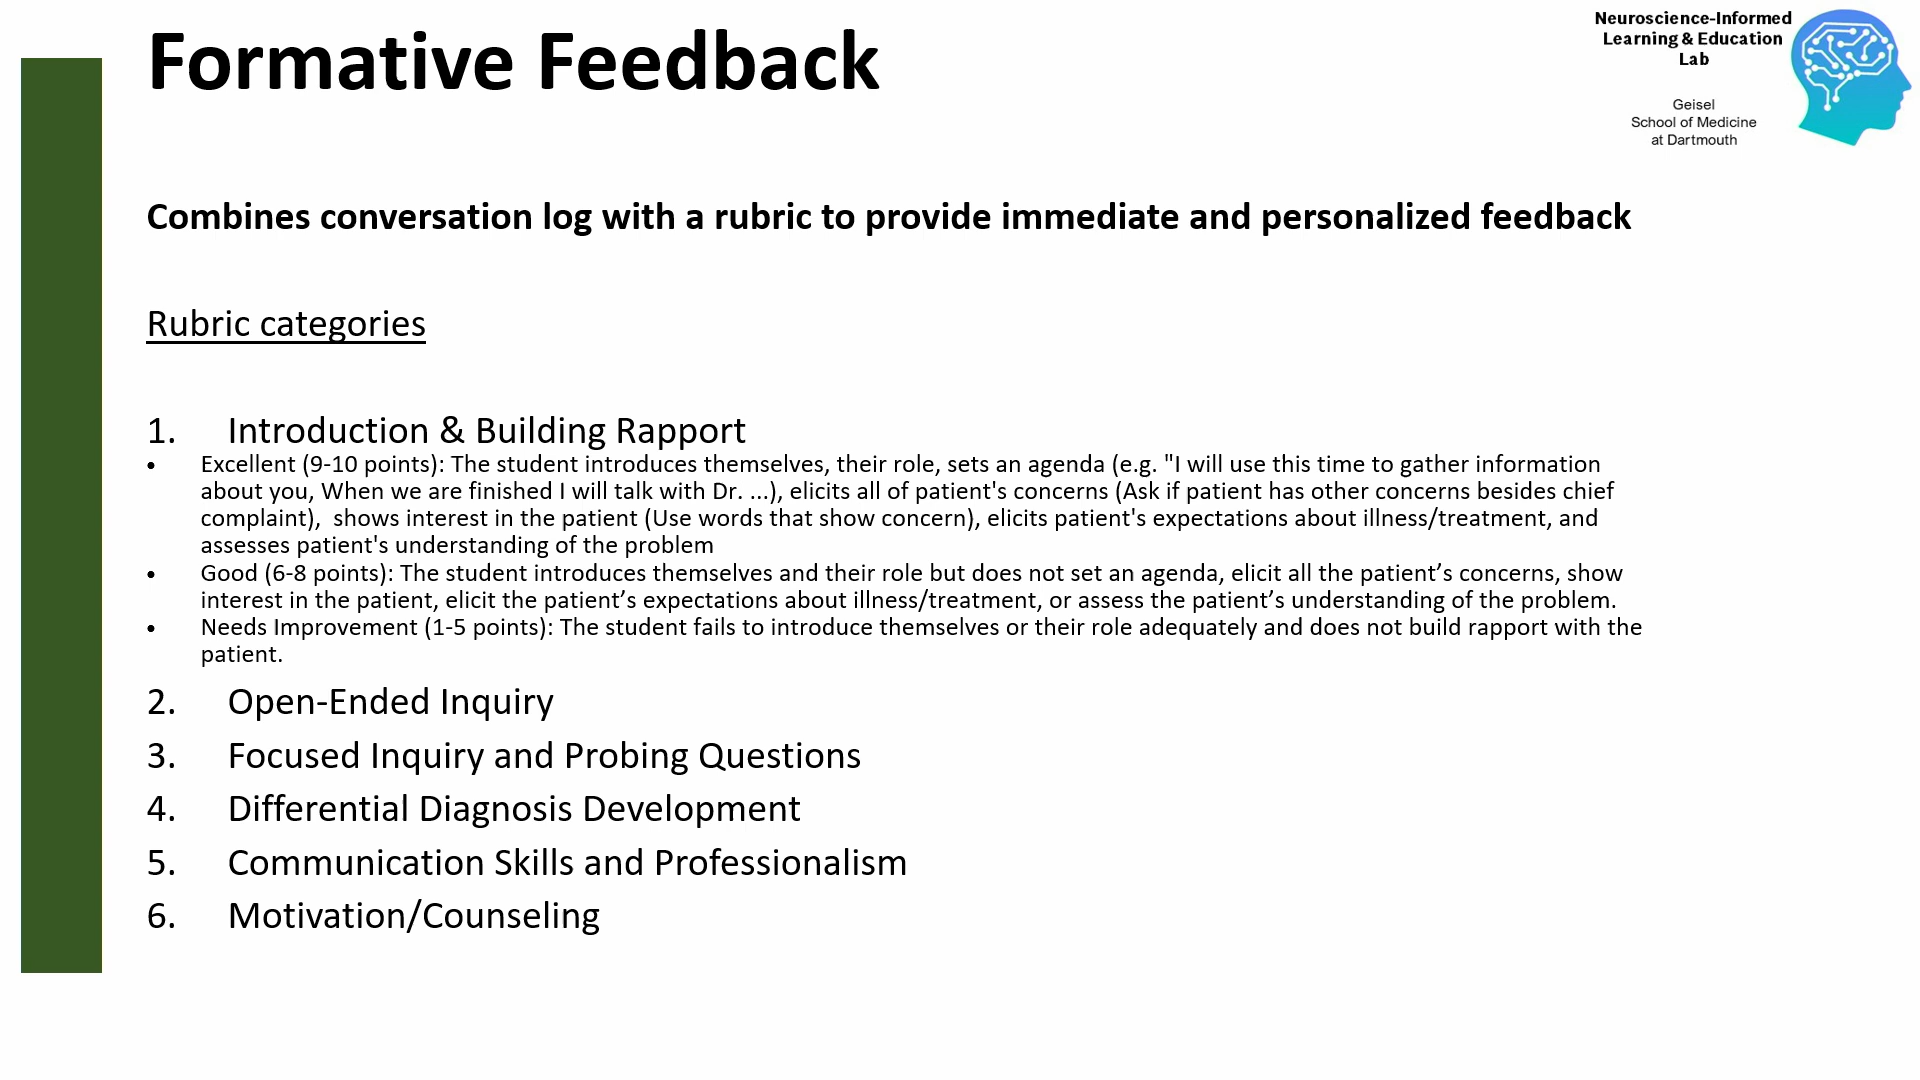 Formative Feedback
Neuroscience-Informed
Learning & Education
Lab
Geisel
School of Medicine
at Dartmouth
Combines conversation log with a rubric to provide immediate and personalized feedback
Rubric categories
1. Introduction & Building Rapport
• Excellent (9-10 points): The student introduces themselves, their role, sets an agenda (e.g. "I will use this time to gather information
about you, When we are finished I will talk with Dr. ...), elicits all of patient's concerns (Ask if patient has other concerns besides chief
complaint),  shows interest in the patient (Use words that show concern), elicits patient's expectations about illness/treatment, and
assesses patient's understanding of the problem
• Good (6-8 points): The student introduces themselves and their role but does not set an agenda, elicit all the patient’s concerns, show
interest in the patient, elicit the patient’s expectations about illness/treatment, or assess the patient’s understanding of the problem.
• Needs Improvement (1-5 points): The student fails to introduce themselves or their role adequately and does not build rapport with the
patient.
2. Open-Ended Inquiry
3. Focused Inquiry and Probing Questions
4. Differential Diagnosis Development
5. Communication Skills and Professionalism
6. Motivation/Counseling